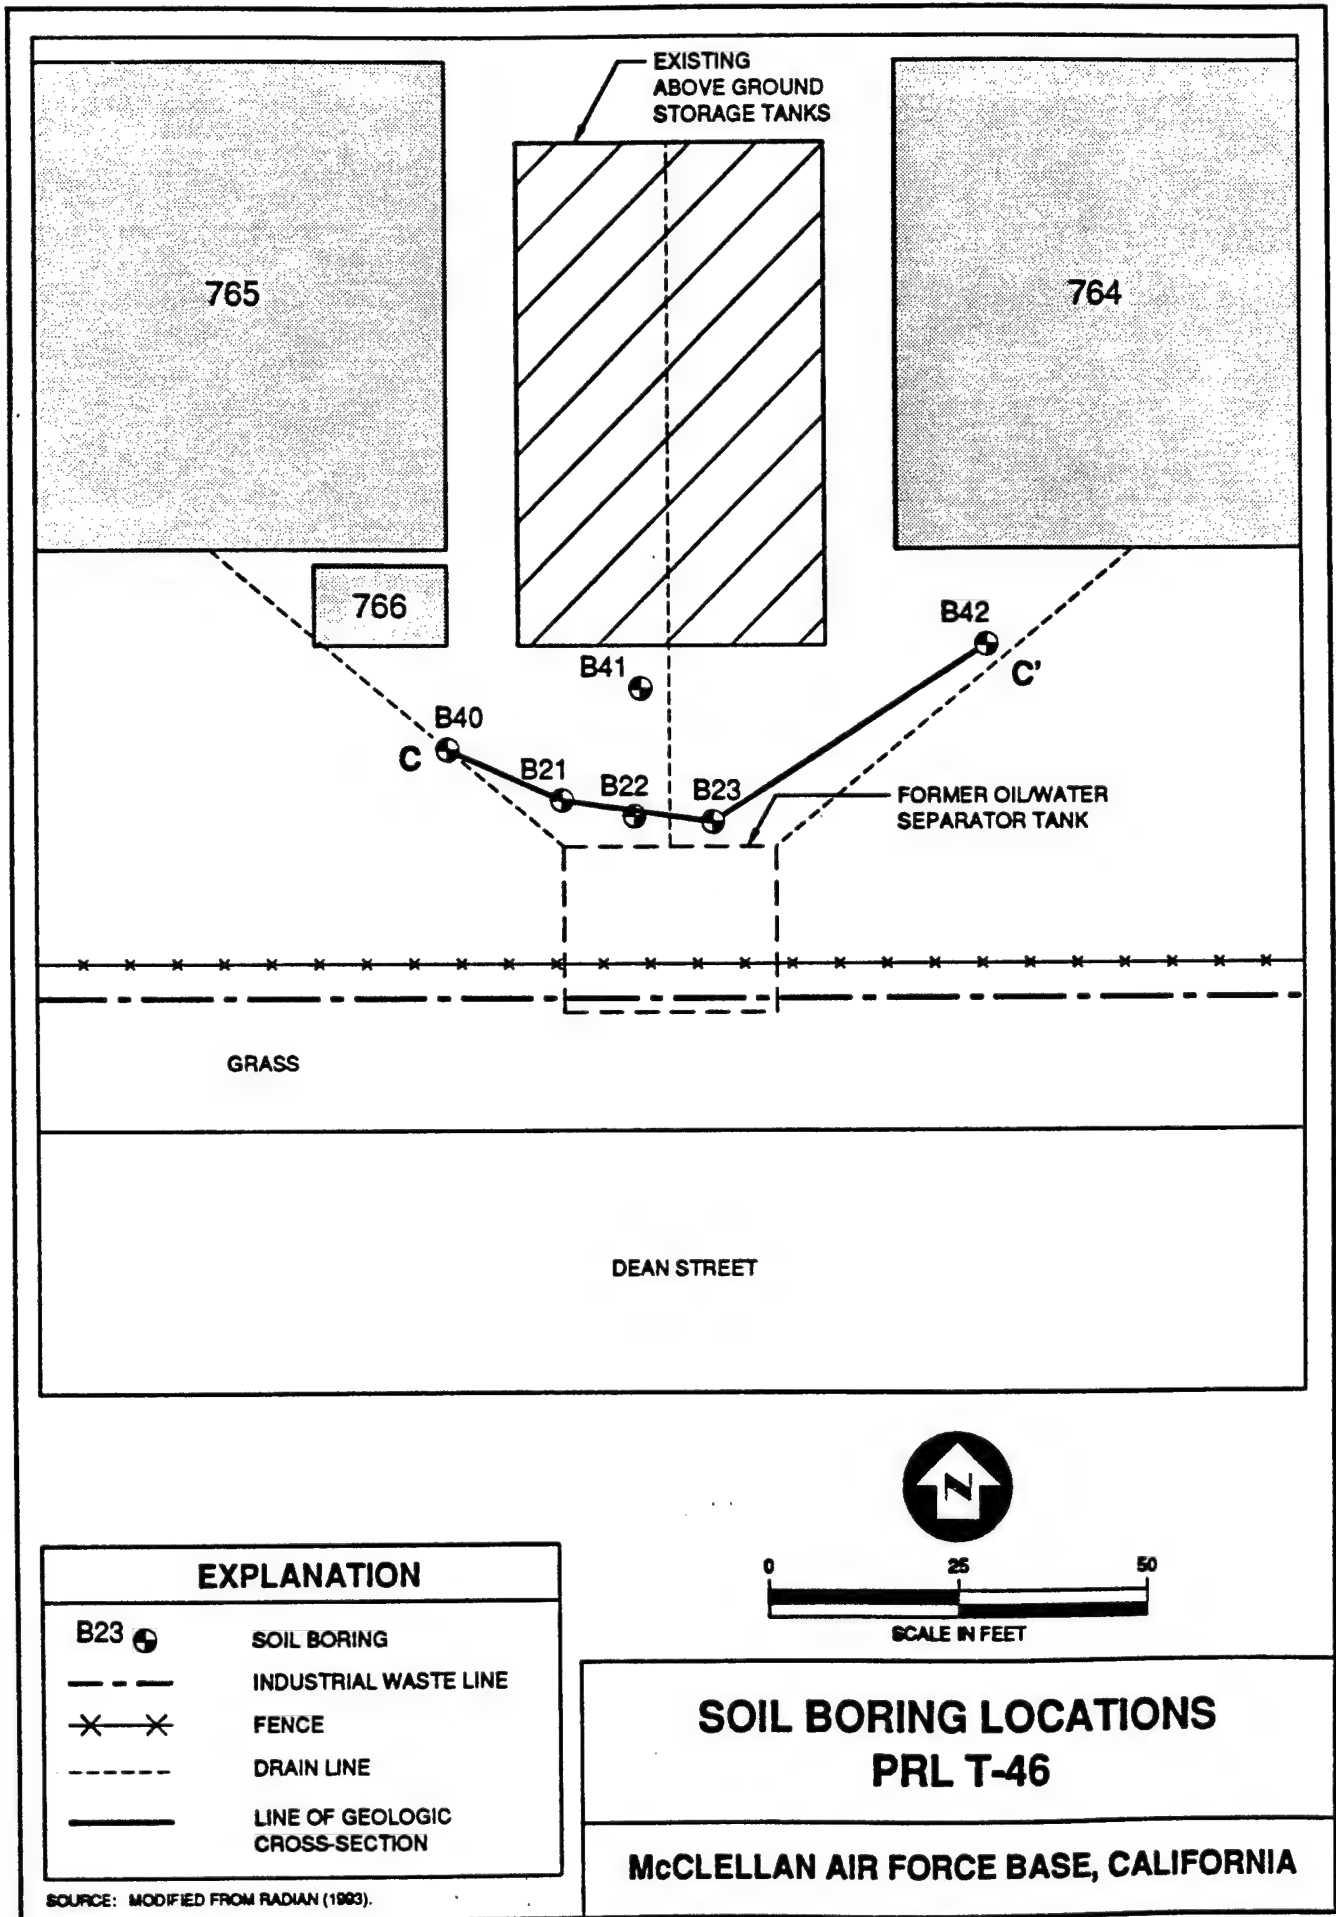 EXISTING
ABOVE GROUND
STORAGE TANKS
765
764
766
B42
C'
B41
B40
C
B21
B22
B23
FORMER OIL/WATER
SEPARATOR TANK
GRASS
DEAN STREET
N
0 25 50
SCALE IN FEET
EXPLANATION
B23 SOIL BORING
INDUSTRIAL WASTE LINE
FENCE
DRAIN LINE
LINE OF GEOLOGIC
CROSS-SECTION
SOURCE: MODIFIED FROM RADIAN (1993).
SOIL BORING LOCATIONS
PRL T-46
McCLELLAN AIR FORCE BASE, CALIFORNIA